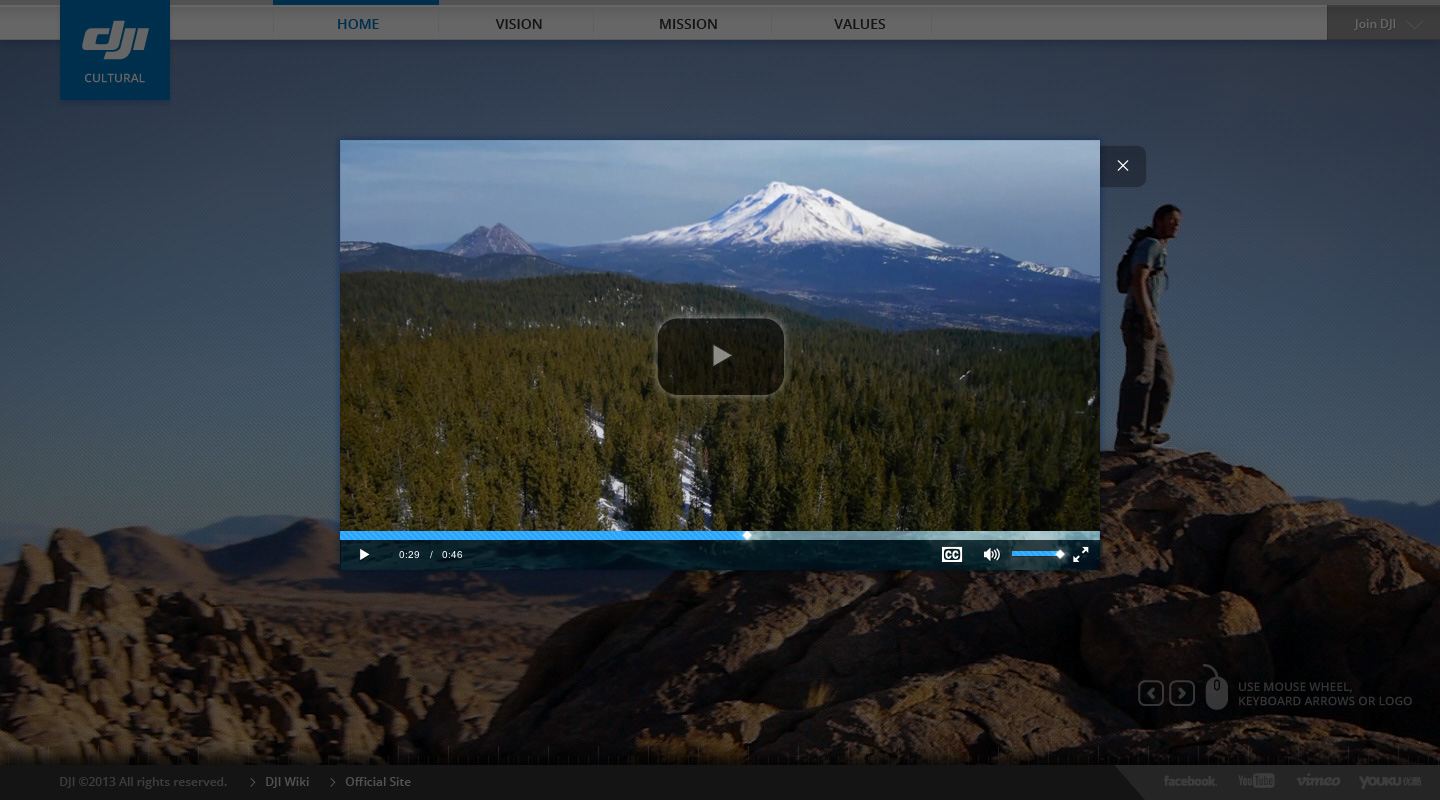 HOME
VISION
MISSION
VALUES
Join DJI
dji
CULTURAL
0:29 / 0:46
CC
USE MOUSE WHEEL,
KEYBOARD ARROWS OR LOGO
DJI ©2013 All rights reserved.
DJI Wiki
Official Site
facebook.
YouTube
vimeo
YOUKU优酷